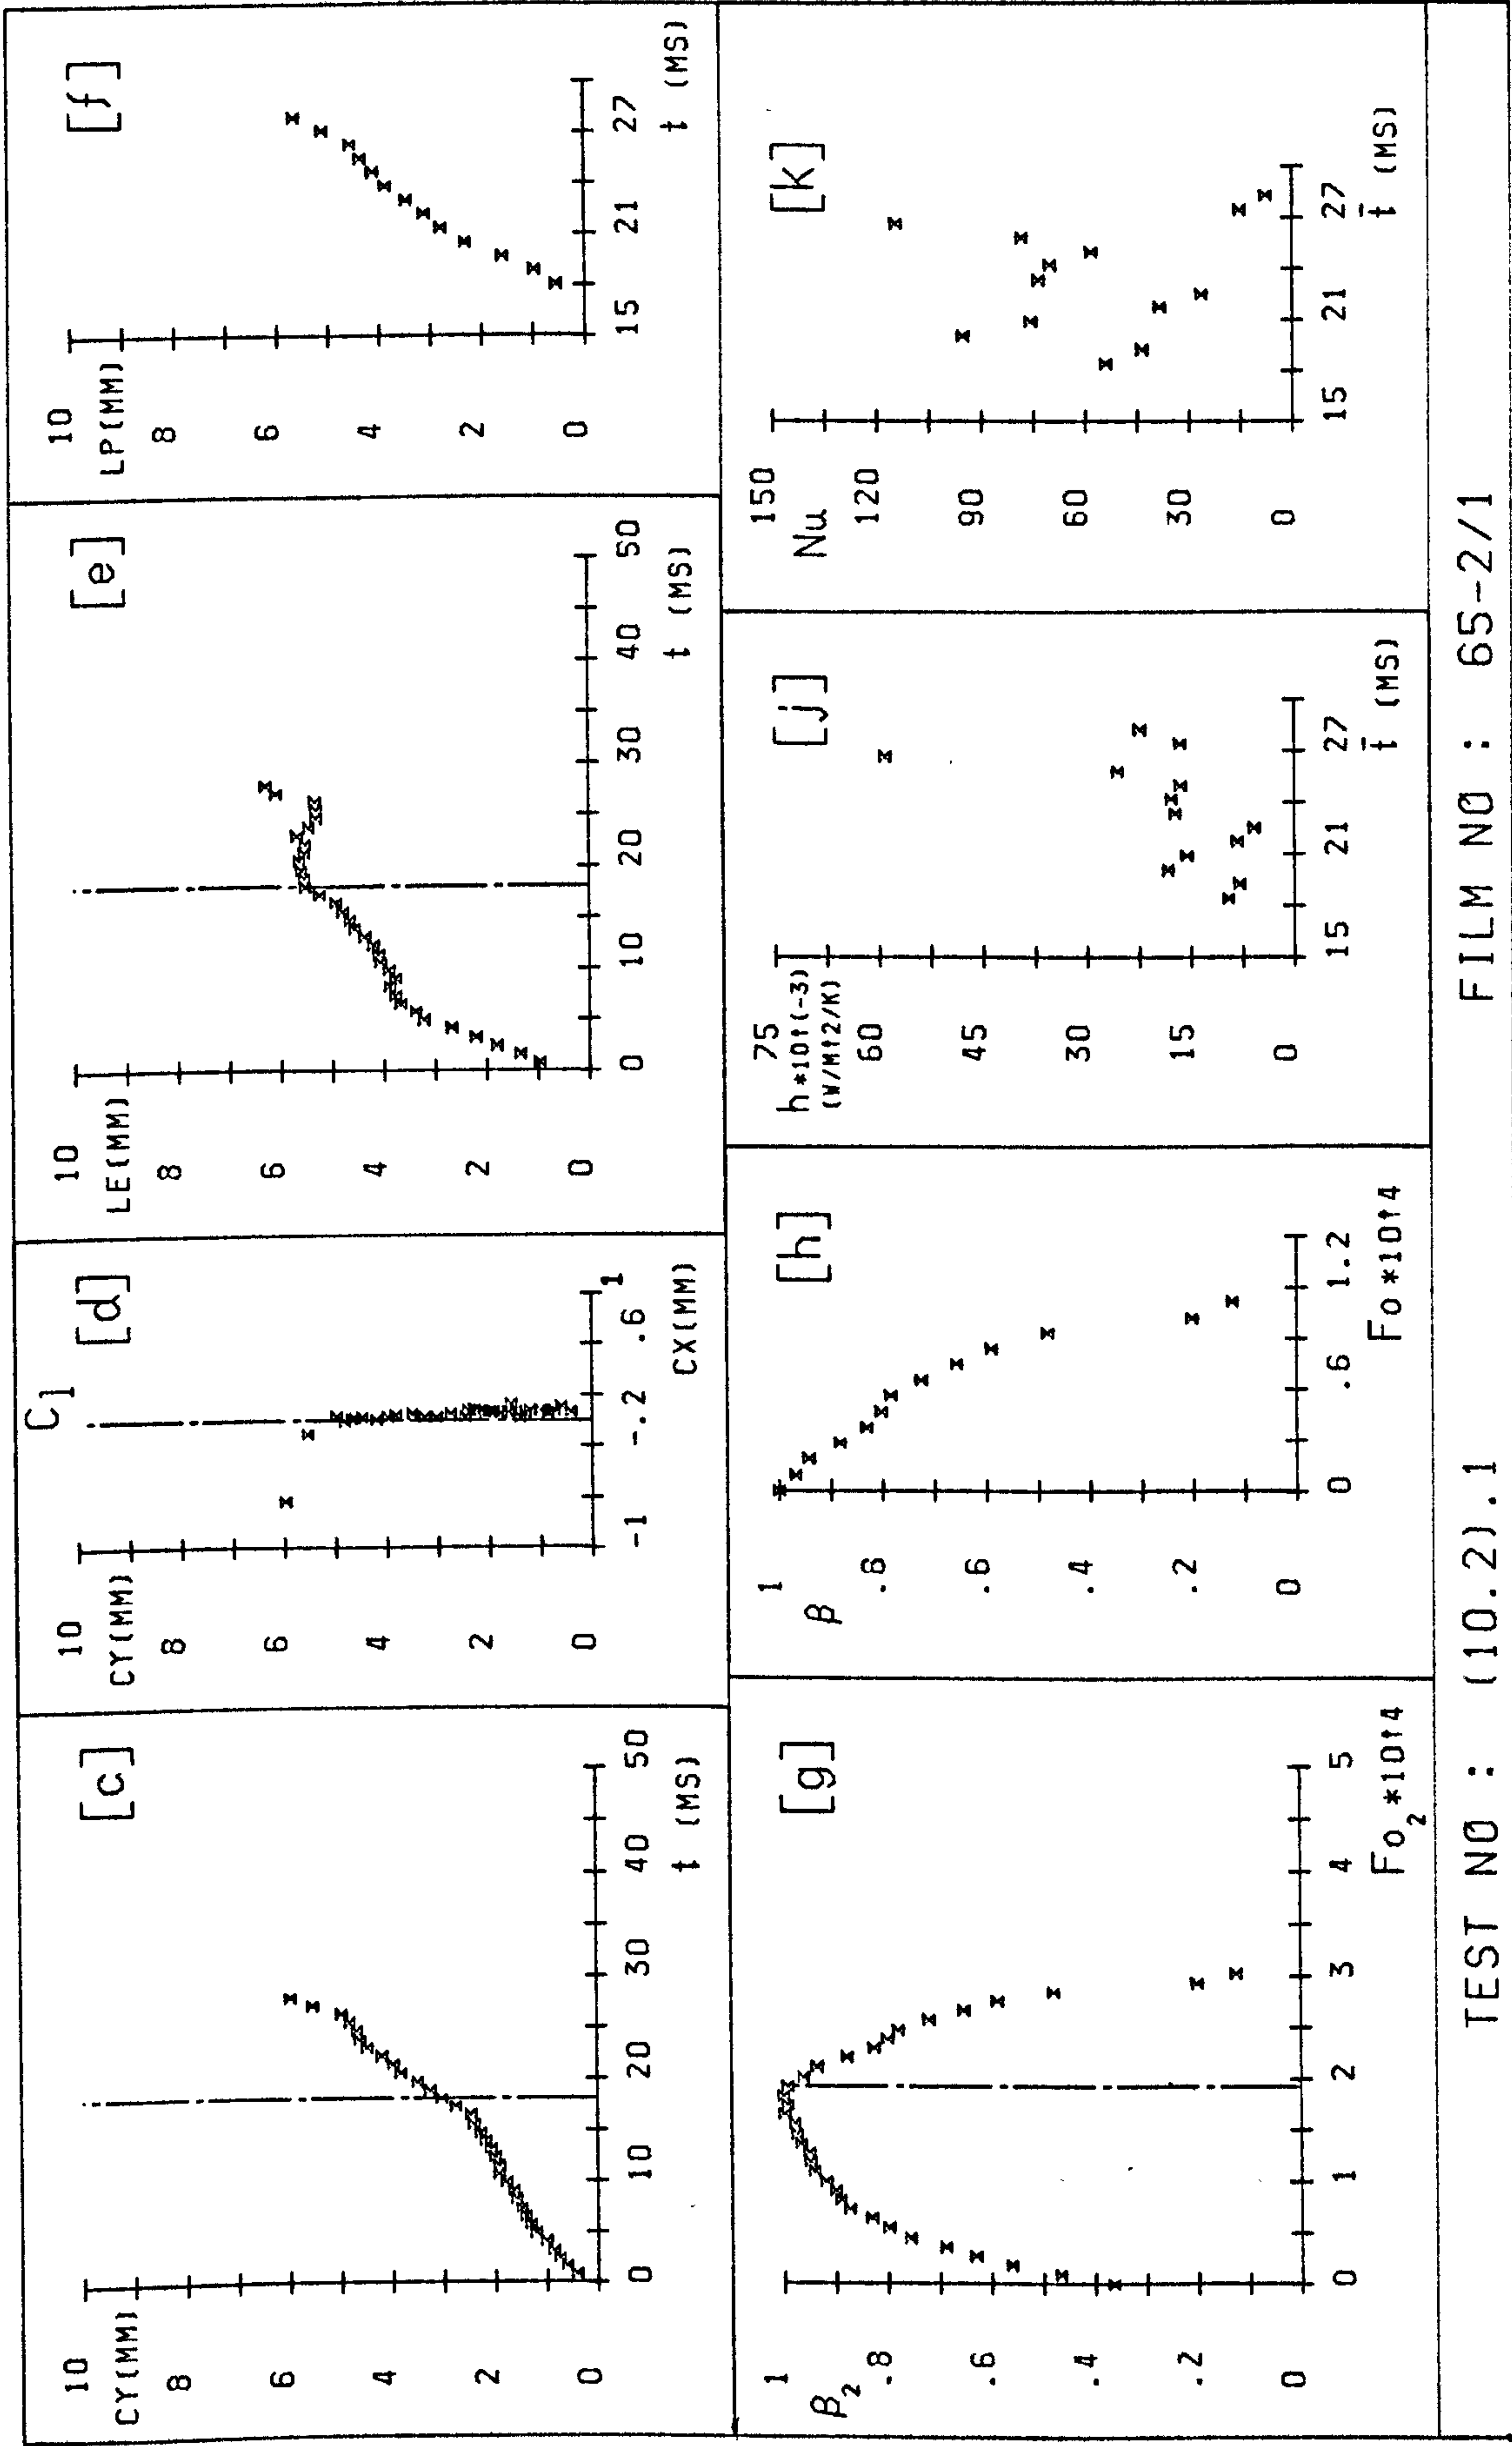 [c]
10
CY(MM)
8
6
4
2
0
0 10 20 30 40 50
t (MS)
C]
[d]
10
CY(MM)
8
6
4
2
0
-1 -.2 .6 1
CX(MM)
[e]
10
LE(MM)
8
6
4
2
0
0 10 20 30 40 50
t (MS)
[f]
10
LP(MM)
8
6
4
2
0
15 21 27
t (MS)
[g]
1
β2
.8
.6
.4
.2
0
0 1 2 3 4 5
Fo2 *10↑4
[h]
1
β
.8
.6
.4
.2
0
0 .6 1.2
Fo*10↑4
[j]
75
h*10↑(-3)
(W/M↑2/K)
60
45
30
15
0
15 21 27
t̄ (MS)
[k]
150
Nu
120
90
60
30
0
15 21 27
t̄ (MS)
TEST NO : (10.2).1 FILM NO : 65-2/1